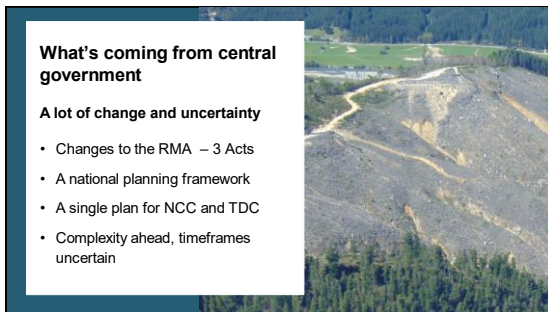 What's coming from central
government
A lot of change and uncertainty
• Changes to the RMA – 3 Acts
• A national planning framework
• A single plan for NCC and TDC
• Complexity ahead, timeframes
uncertain